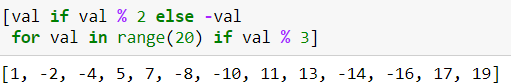 [val if val % 2 else -val
 for val in range(20) if val % 3]
[1, -2, -4, 5, 7, -8, -10, 11, 13, -14, -16, 17, 19]